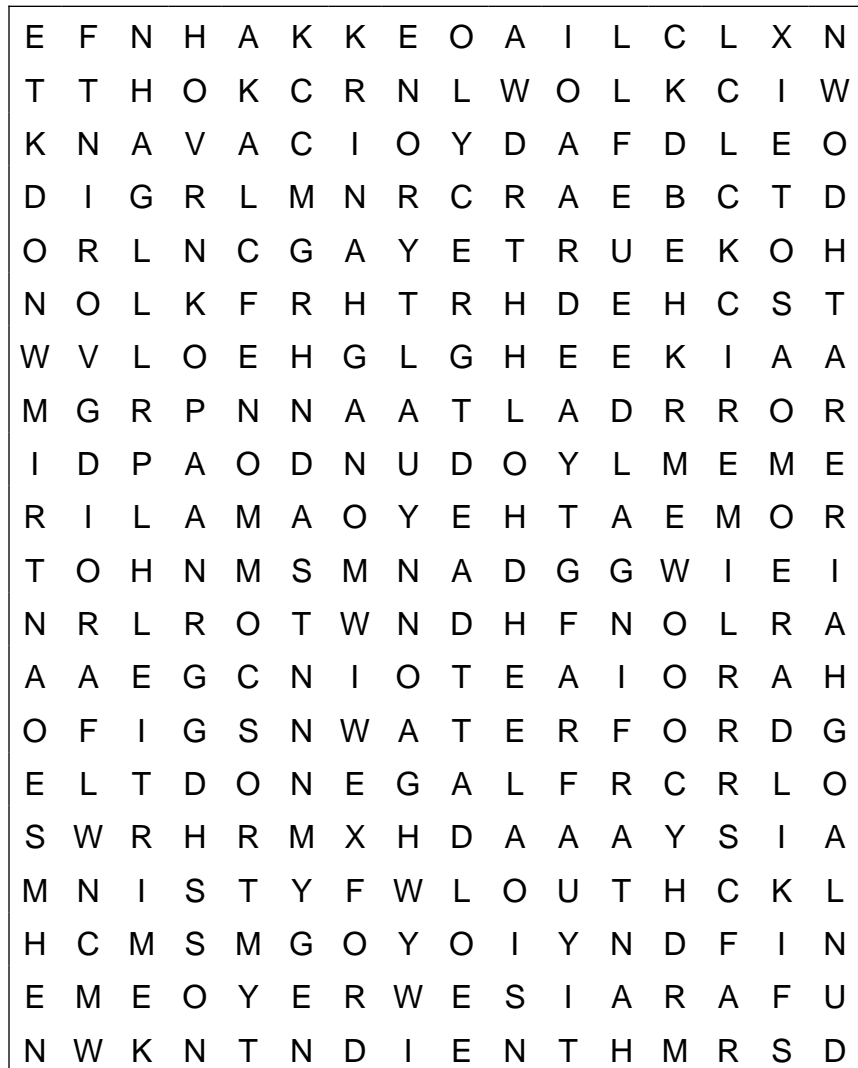 E F N H A K K E O A I L C L X N
T T H O K C R N L W O L K C I W
K N A V A C I O Y D A F D L E O
D I G R L M N R C R A E B C T D
O R L N C G A Y E T R U E K O H
N O L K F R H T R H D E H C S T
W V L O E H G L G H E E K I A A
M G R P N N A A T L A D R R O R
I D P A O D N U D O Y L M E M E
R I L A M A O Y E H T A E M O R
T O H N M S M N A D G G W I E I
N R L R O T W N D H F N O L R A
A A E G C N I O T E A I O R A H
O F I G S N W A T E R F O R D G
E L T D O N E G A L F R C R L O
S W R H R M X H D A A A Y S I A
M N I S T Y F W L O U T H C K L
H C M S M G O Y O I Y N D F I N
E M E O Y E R W E S I A R A F U
N W K N T N D I E N T H M R S D